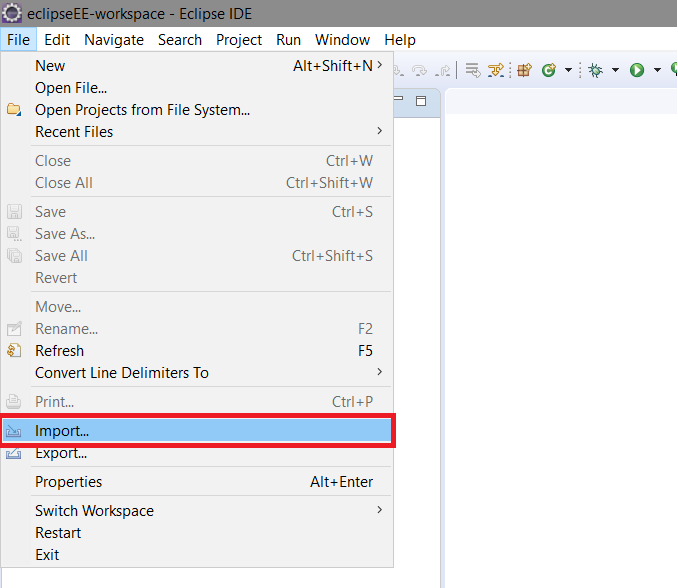 eclipseEE-workspace - Eclipse IDE
File Edit Navigate Search Project Run Window Help
New Alt+Shift+N
Open File...
Open Projects from File System...
Recent Files
Close Ctrl+W
Close All Ctrl+Shift+W
Save Ctrl+S
Save As...
Save All Ctrl+Shift+S
Revert
Move...
Rename... F2
Refresh F5
Convert Line Delimiters To
Print... Ctrl+P
Import...
Export...
Properties Alt+Enter
Switch Workspace
Restart
Exit